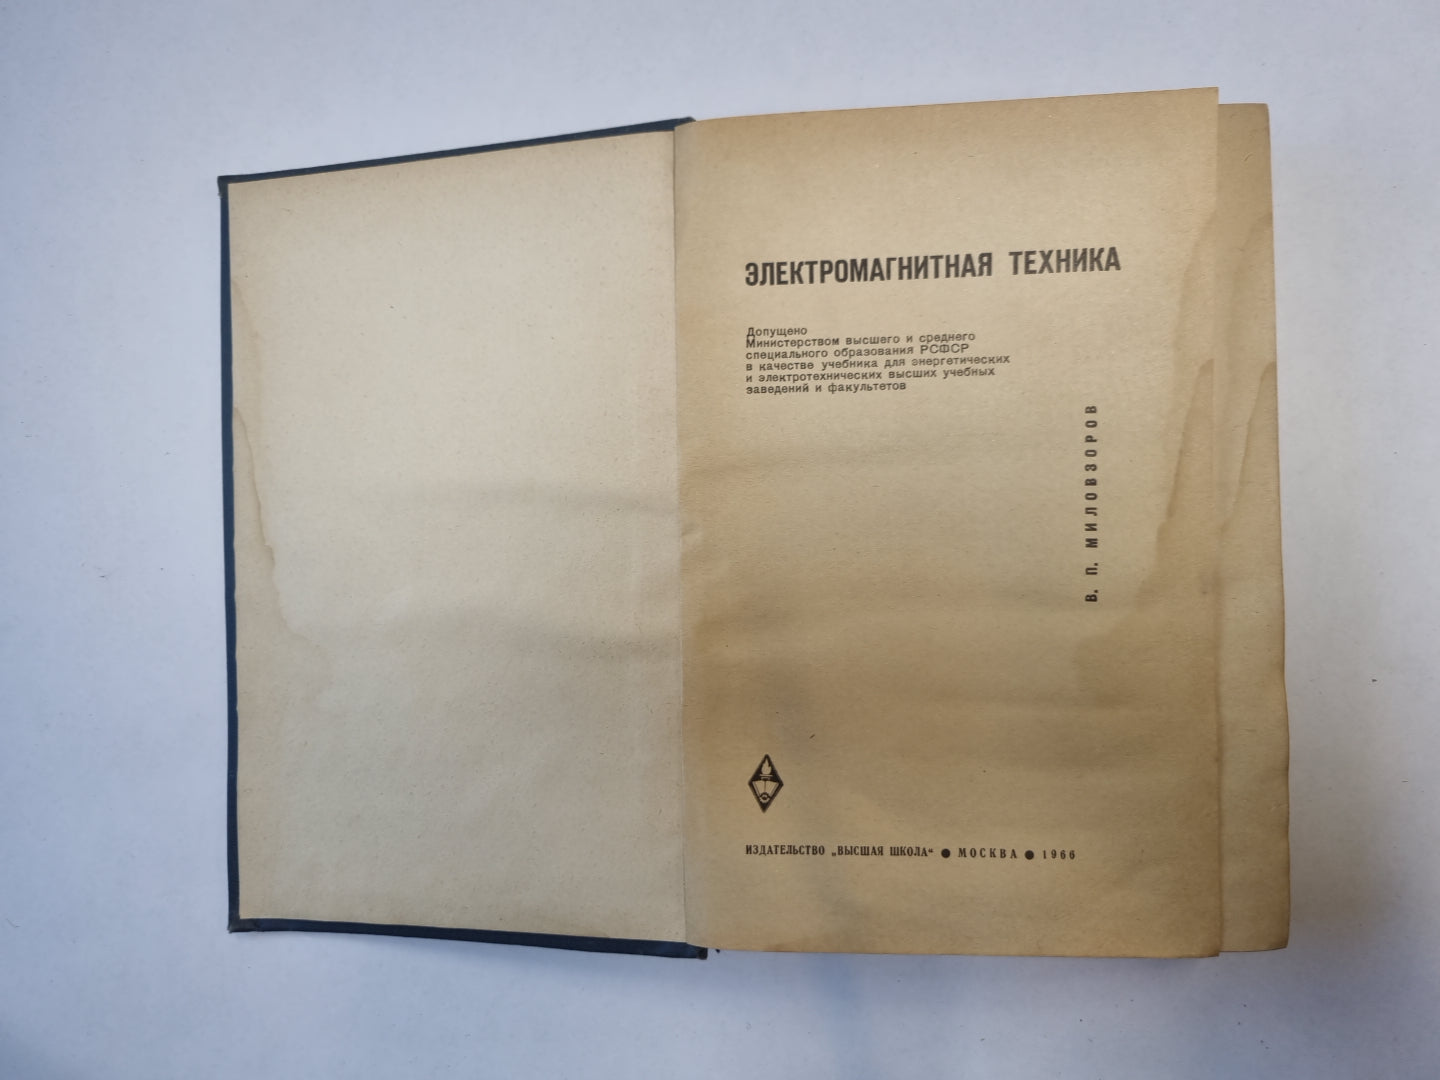 ЭЛЕКТРОМАГНИТНАЯ ТЕХНИКА
Допущено
Министерством высшего и среднего
специального образования РСФСР
в качестве учебника для энергетических
и электротехнических высших учебных
заведений и факультетов
В. П. МИЛОВЗОРОВ
ИЗДАТЕЛЬСТВО „ВЫСШАЯ ШКОЛА“ ● МОСКВА ● 1966